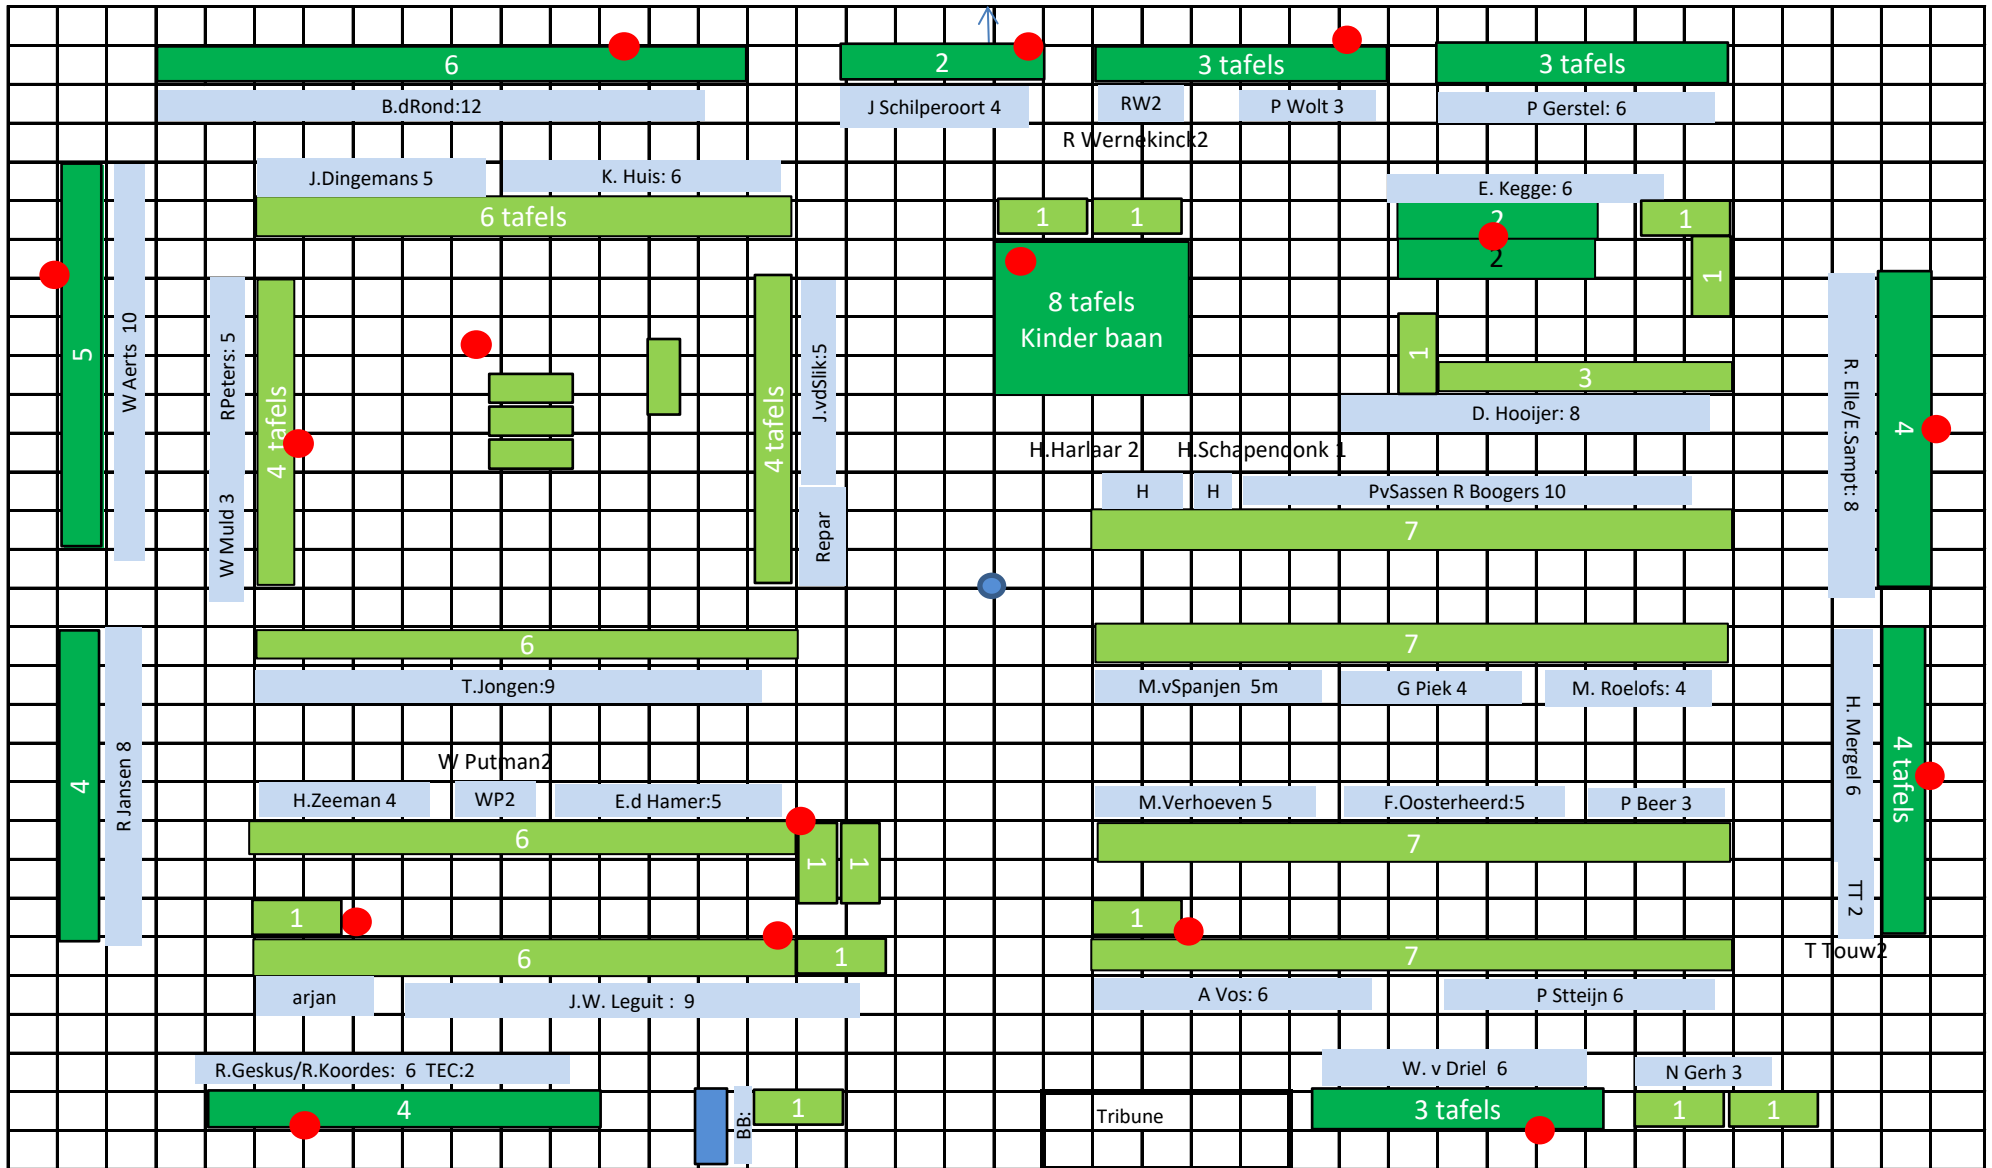 6
2
3 tafels
3 tafels
B.dRond:12
J Schilperoort 4
RW2
P Wolt 3
P Gerstel: 6
R Wernekinck2
J.Dingemans 5
K. Huis: 6
E. Kegge: 6
6 tafels
1
1
2
1
2
1
5
W Aerts 10
RPeters: 5
W Muld 3
4 tafels
4 tafels
J.vdSlik:5
Repar
8 tafels
Kinder baan
1
3
D. Hooijer: 8
R. Elle/E.Sampt: 8
4
H.Harlaar 2
H.Schapendonk 1
H
H
PvSassen R Boogers 10
7
6
7
T.Jongen:9
M.vSpanjen 5m
G Piek 4
M. Roelofs: 4
4
R Jansen 8
H. Mergel 6
TT 2
4 tafels
W Putman2
H.Zeeman 4
WP2
E.d Hamer:5
M.Verhoeven 5
F.Oosterheerd:5
P Beer 3
6
1
1
7
1
1
6
1
7
T Touw2
arjan
J.W. Leguit : 9
A Vos: 6
P Stteijn 6
R.Geskus/R.Koordes: 6 TEC:2
W. v Driel 6
N Gerh 3
4
BB:
1
Tribune
3 tafels
1
1